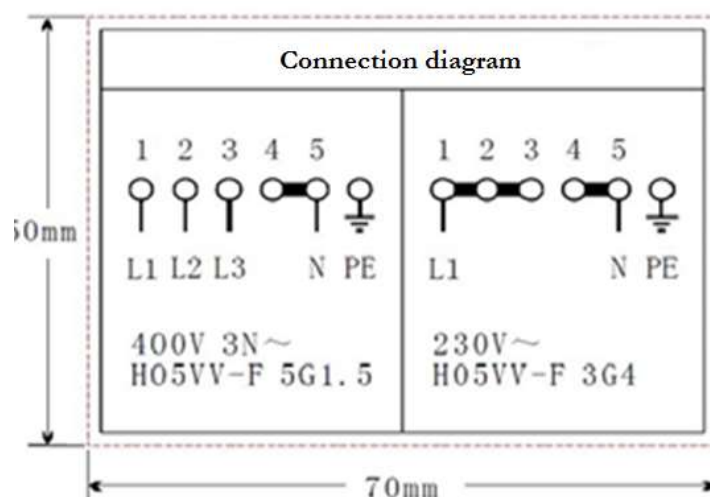 Connection diagram
1 2 3 4 5
L1 L2 L3 N PE
400V 3N~
H05VV-F 5G1.5
1 2 3 4 5
L1 N PE
230V~
H05VV-F 3G4
50mm
70mm